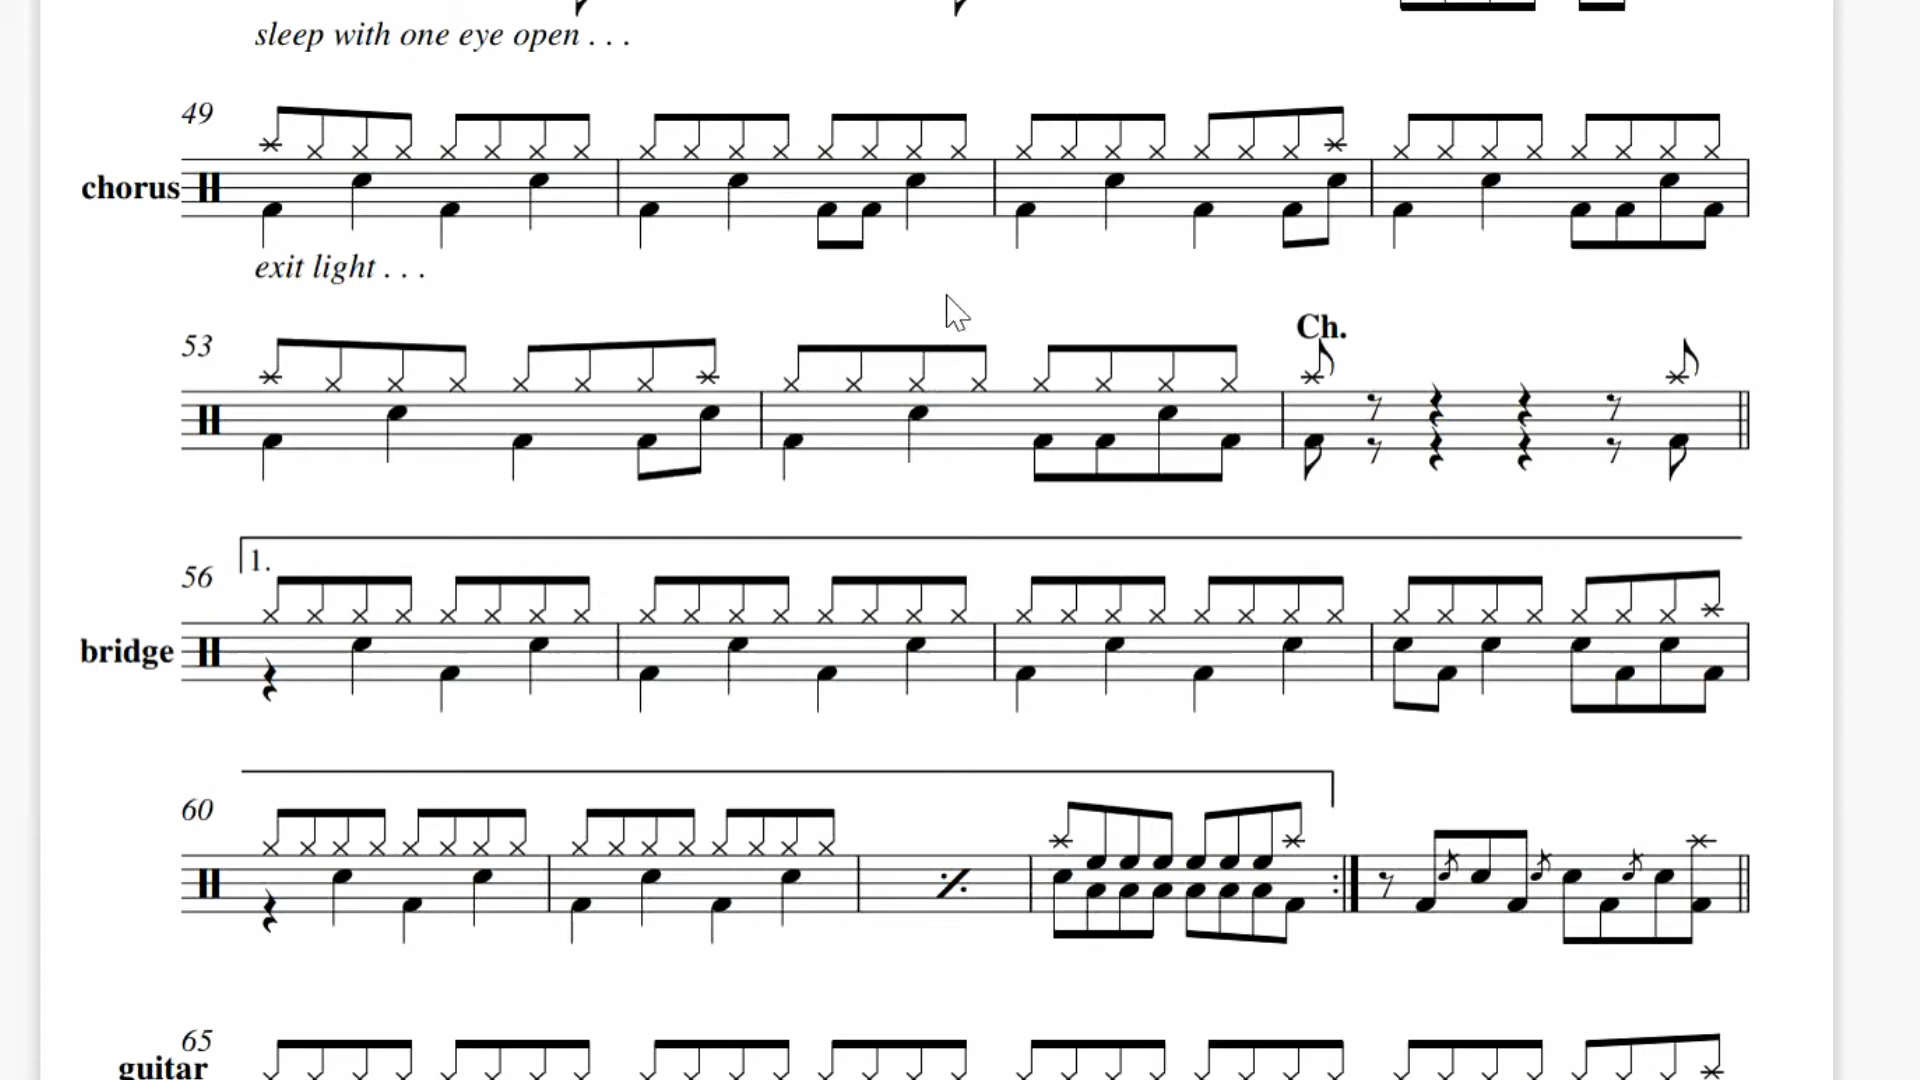 sleep with one eye open . . .
49
chorus
exit light . . .
53
Ch.
1.
56
bridge
60
65
guitar